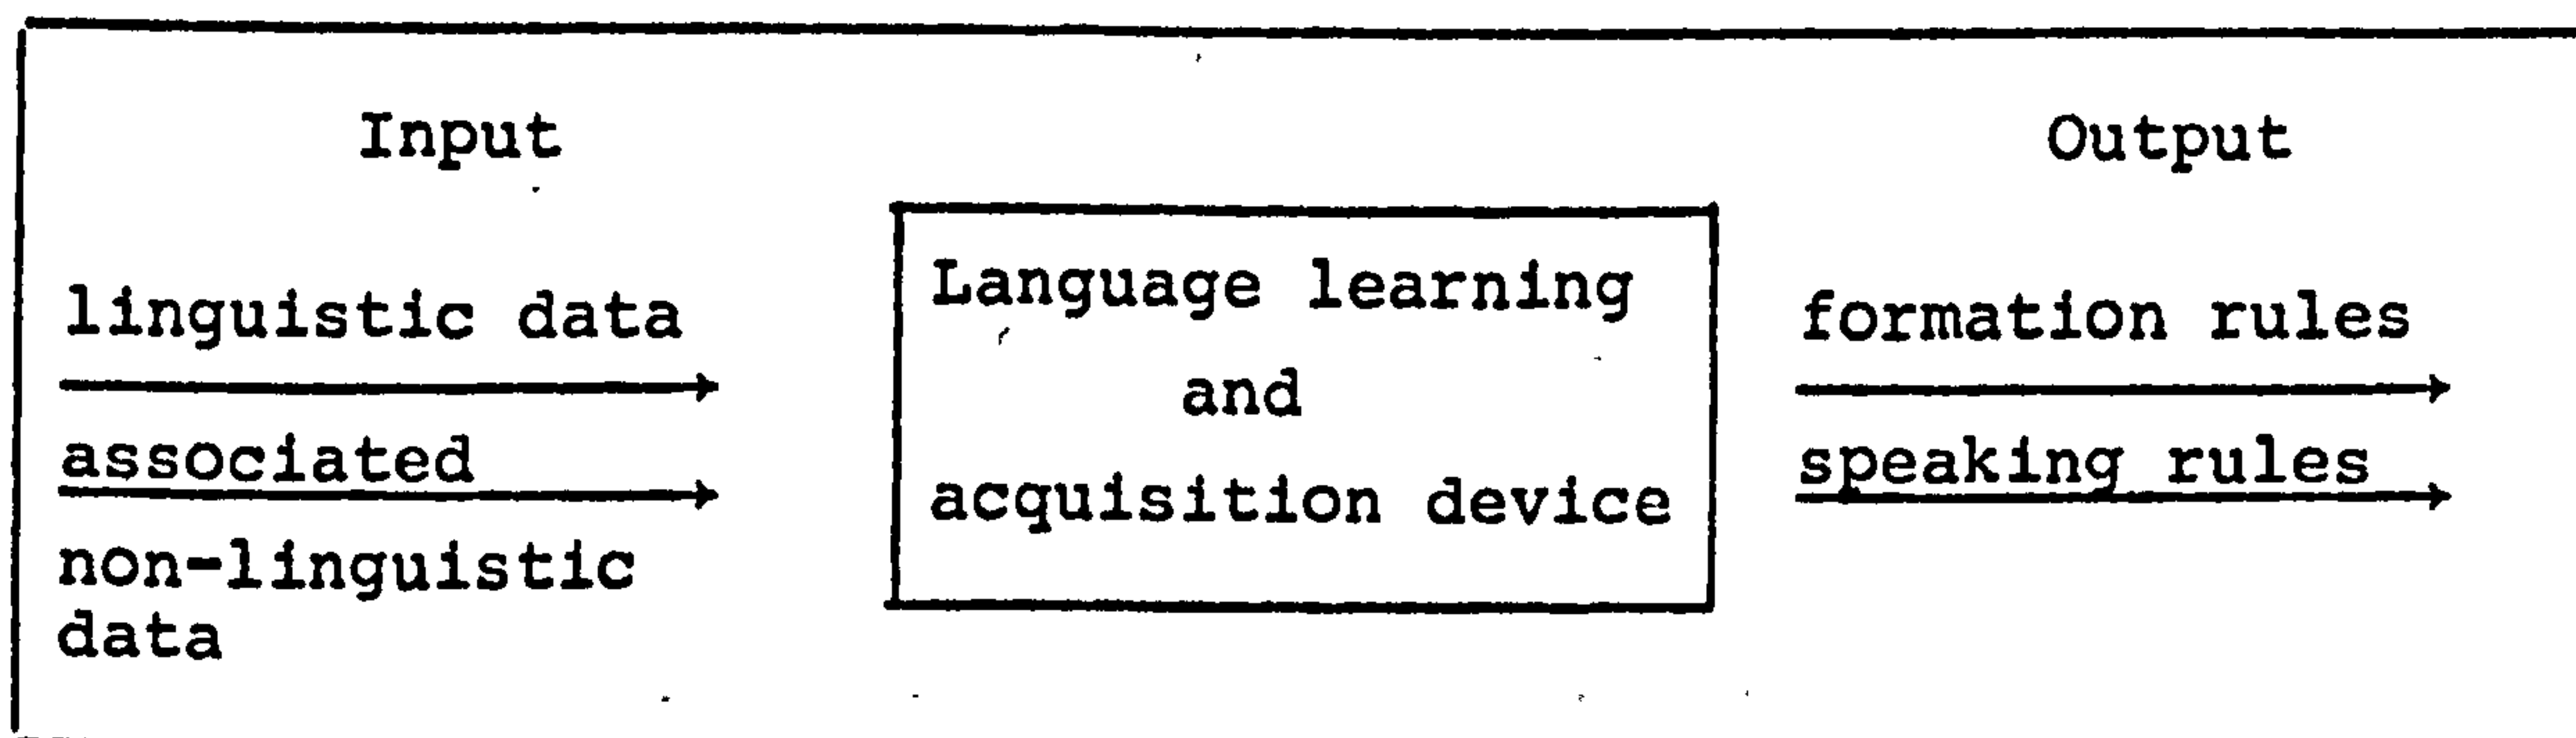 Input
Output
linguistic data
associated
non-linguistic
data
Language learning
and
acquisition device
formation rules
speaking rules